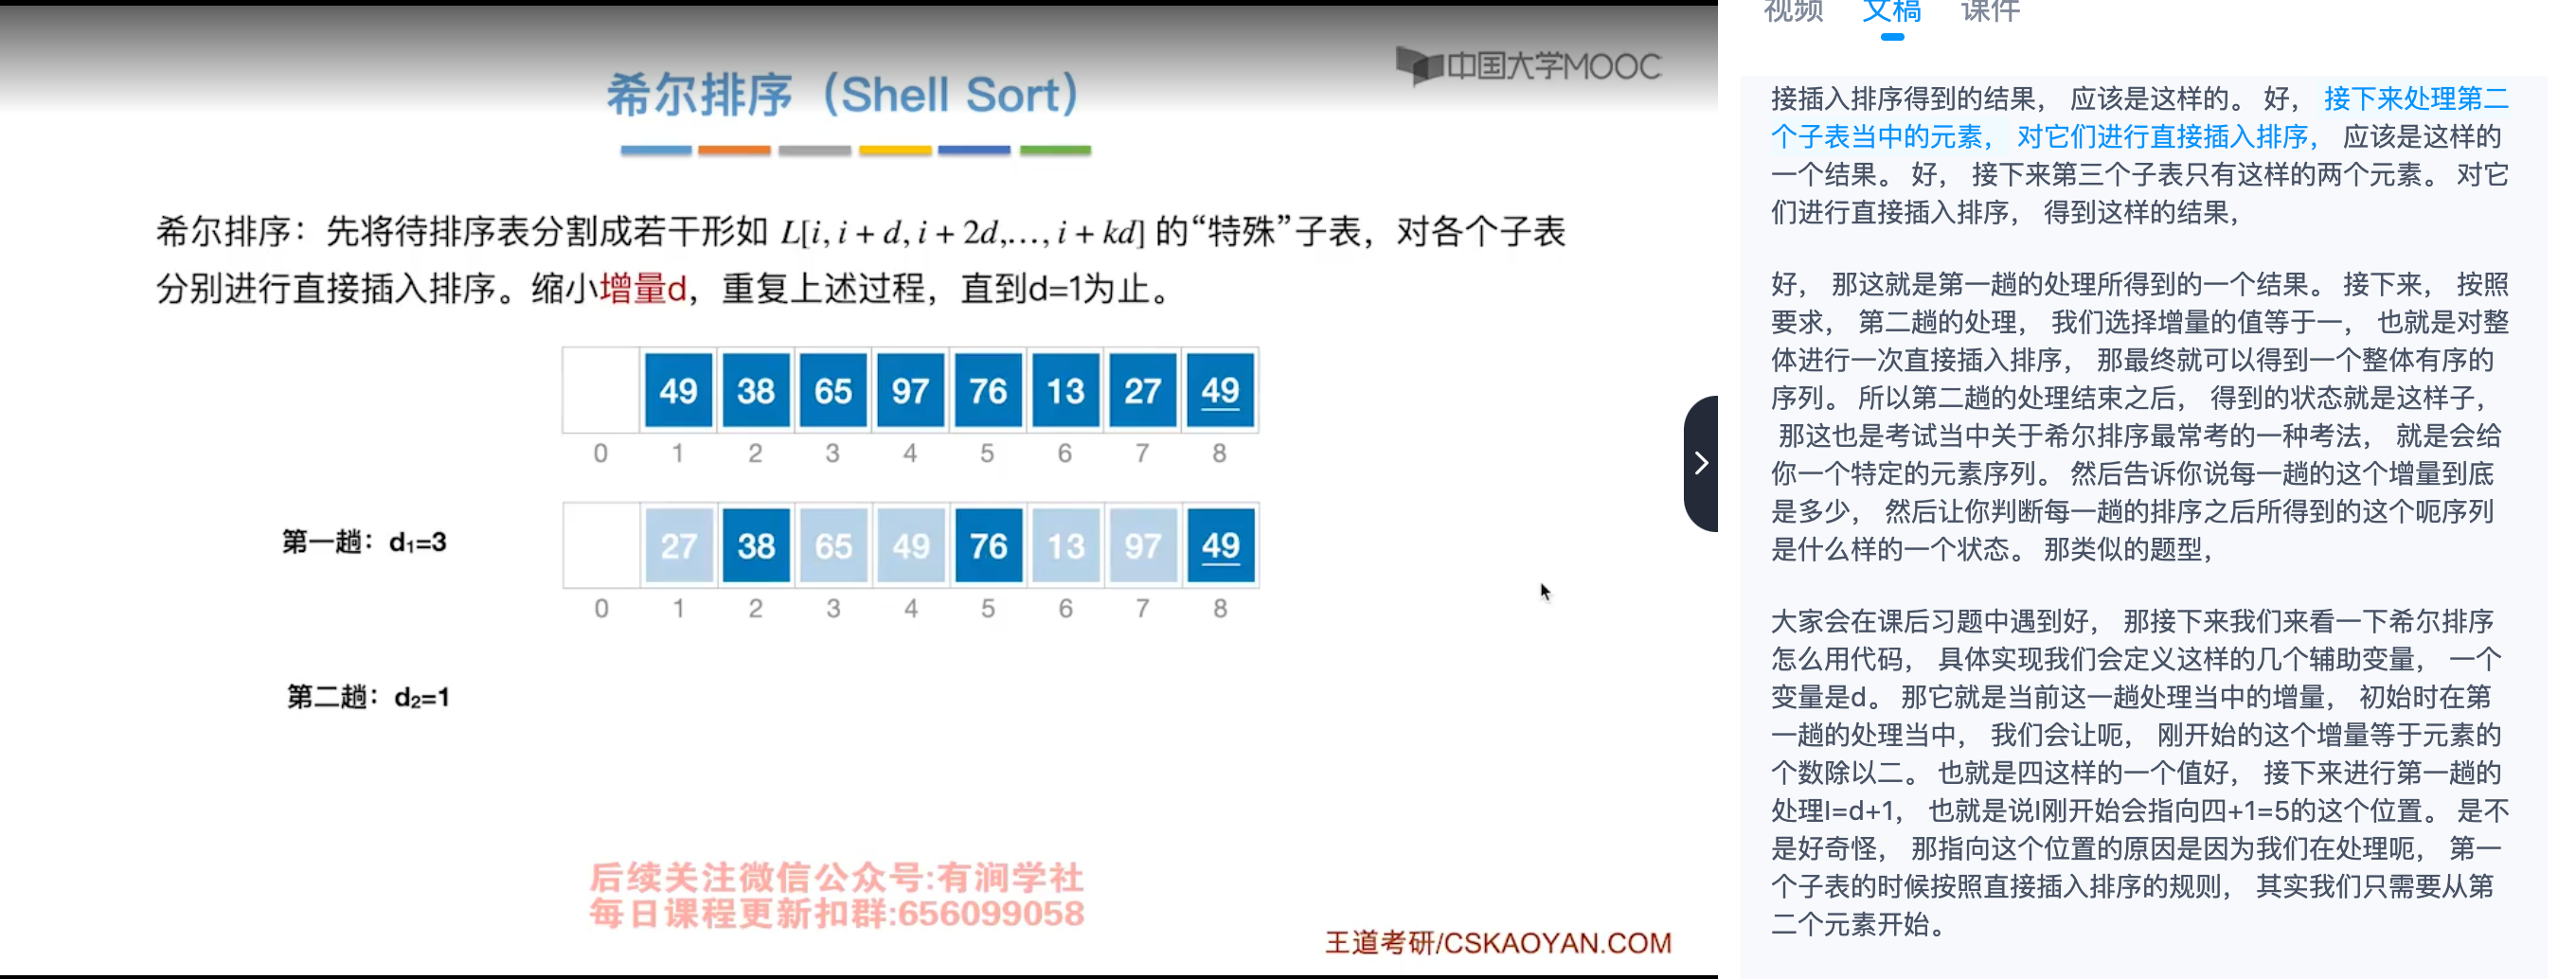 中国大学MOOC
希尔排序（Shell Sort）
希尔排序：先将待排序表分割成若干形如 L[i, i + d, i + 2d,…, i + kd] 的“特殊”子表，对各个子表
分别进行直接插入排序。缩小增量d，重复上述过程，直到d=1为止。
49 38 65 97 76 13 27 49
0 1 2 3 4 5 6 7 8
第一趟：d₁=3
27 38 65 49 76 13 97 49
0 1 2 3 4 5 6 7 8
第二趟：d₂=1
后续关注微信公众号:有涧学社
每日课程更新扣群:656099058
王道考研/CSKAOYAN.COM
视频 文稿 课件
接插入排序得到的结果， 应该是这样的。 好， 接下来处理第二
个子表当中的元素， 对它们进行直接插入排序， 应该是这样的
一个结果。 好， 接下来第三个子表只有这样的两个元素。 对它
们进行直接插入排序， 得到这样的结果，
好， 那这就是第一趟的处理所得到的一个结果。 接下来， 按照
要求， 第二趟的处理， 我们选择增量的值等于一， 也就是对整
体进行一次直接插入排序， 那最终就可以得到一个整体有序的
序列。 所以第二趟的处理结束之后， 得到的状态就是这样子，
那这也是考试当中关于希尔排序最常考的一种考法， 就是会给
你一个特定的元素序列。 然后告诉你说每一趟的这个增量到底
是多少， 然后让你判断每一趟的排序之后所得到的这个呃序列
是什么样的一个状态。 那类似的题型，
大家会在课后习题中遇到好， 那接下来我们来看一下希尔排序
怎么用代码， 具体实现我们会定义这样的几个辅助变量， 一个
变量是d。 那它就是当前这一趟处理当中的增量， 初始时在第
一趟的处理当中， 我们会让呃， 刚开始的这个增量等于元素的
个数除以二。 也就是四这样的一个值好， 接下来进行第一趟的
处理I=d+1， 也就是说I刚开始会指向四+1=5的这个位置。 是不
是好奇怪， 那指向这个位置的原因是因为我们在处理呃， 第一
个子表的时候按照直接插入排序的规则， 其实我们只需要从第
二个元素开始。